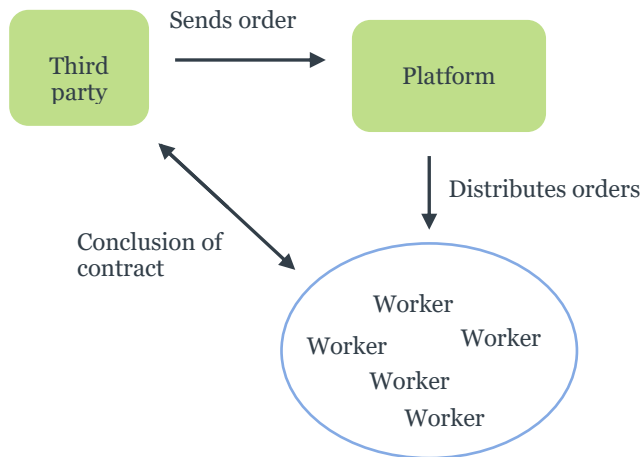 Sends order
Third
party
Platform
Distributes orders
Conclusion of
contract
Worker
Worker
Worker
Worker
Worker